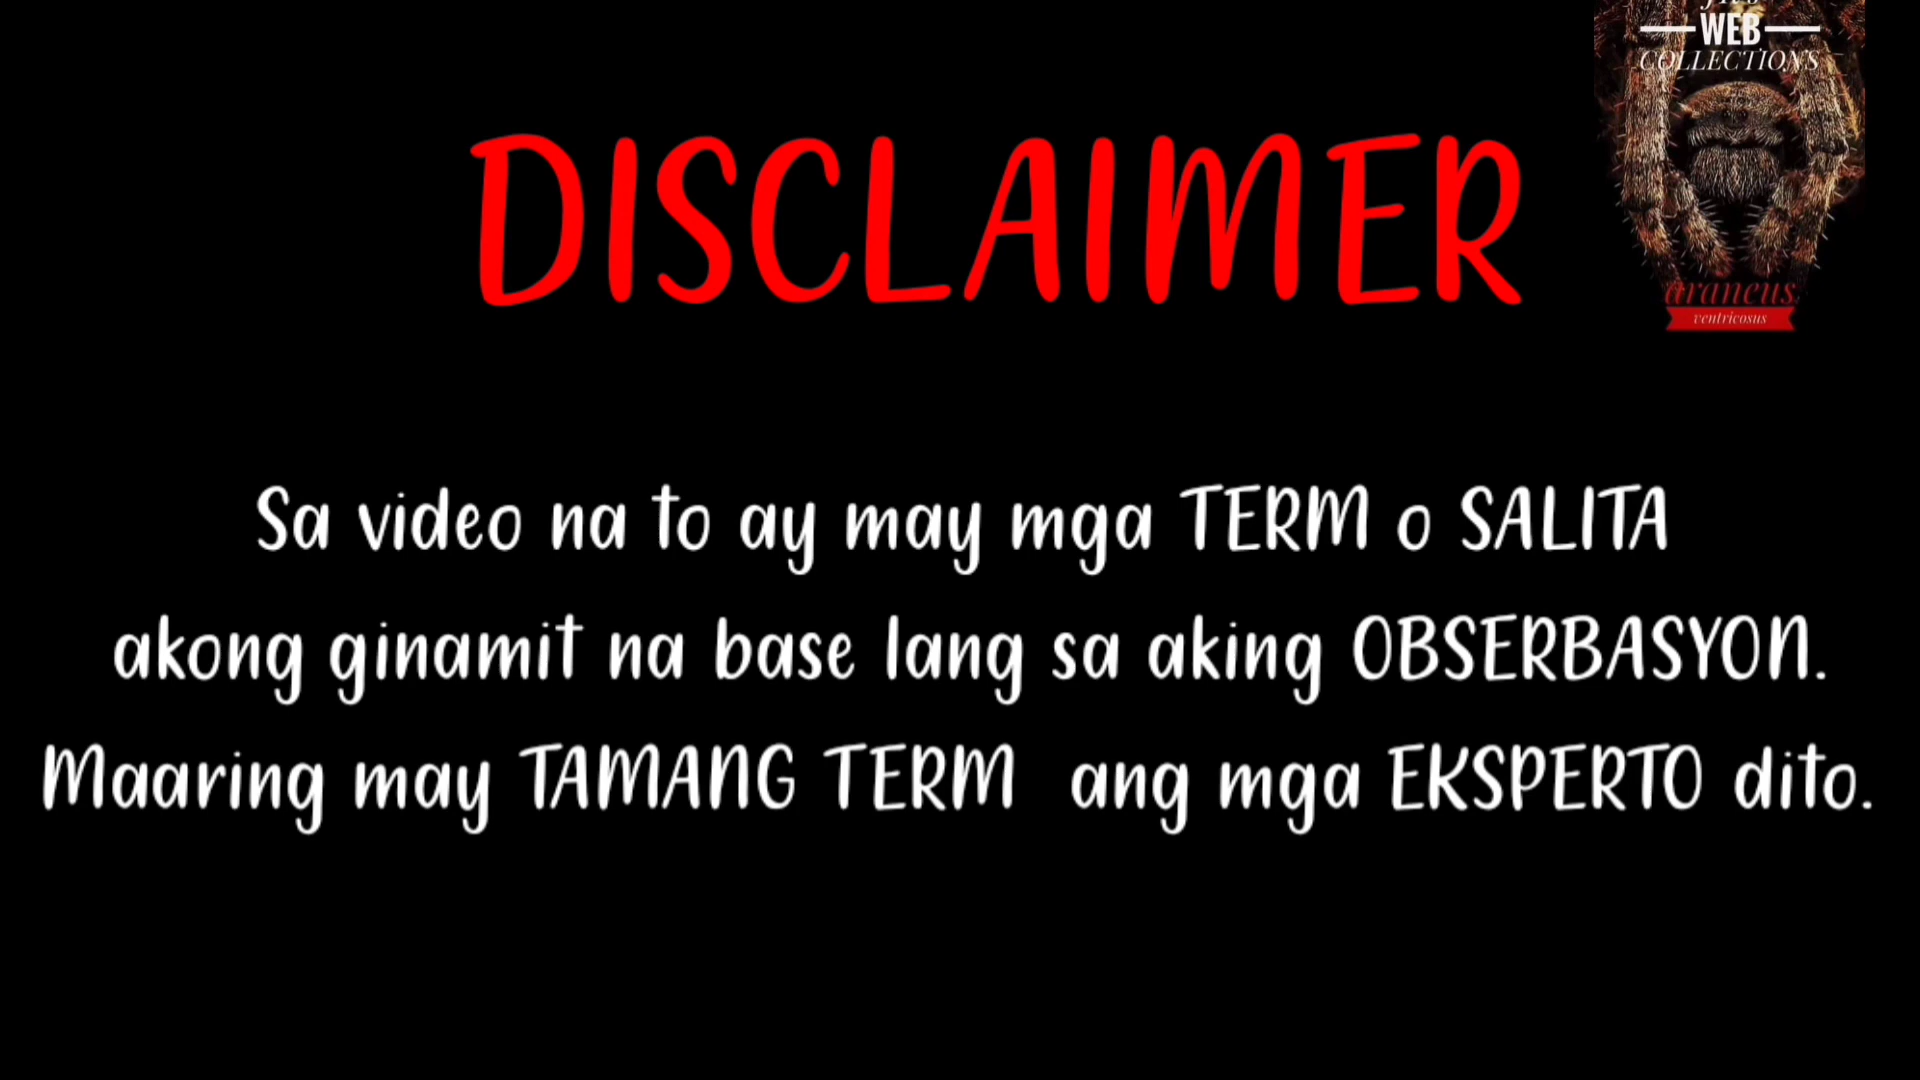 WEB
COLLECTIONS
DISCLAIMER
araneus
ventricosus
Sa video na to ay may mga TERM o SALITA
akong ginamit na base lang sa aking OBSERBASYON.
Maaring may TAMANG TERM ang mga EKSPERTO dito.